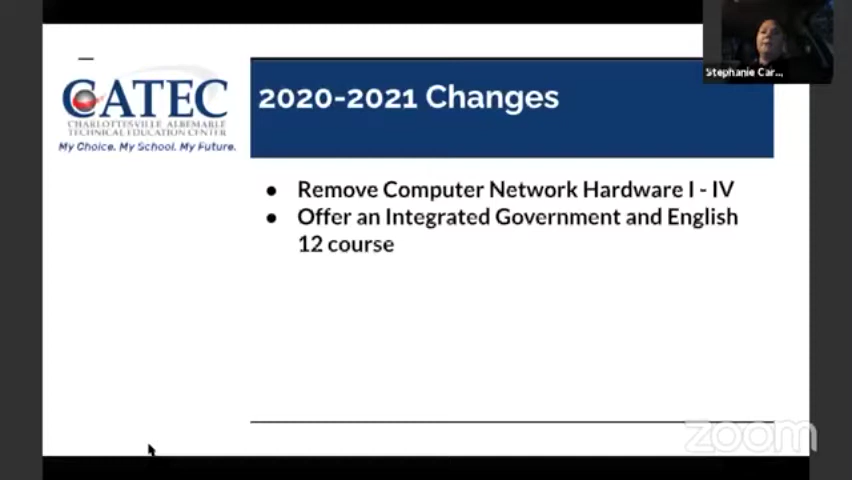 Stephanie Car...
CATEC
CHARLOTTESVILLE ALBEMARLE
TECHNICAL EDUCATION CENTER
My Choice. My School. My Future.
2020-2021 Changes
● Remove Computer Network Hardware I - IV
● Offer an Integrated Government and English
12 course
zoom